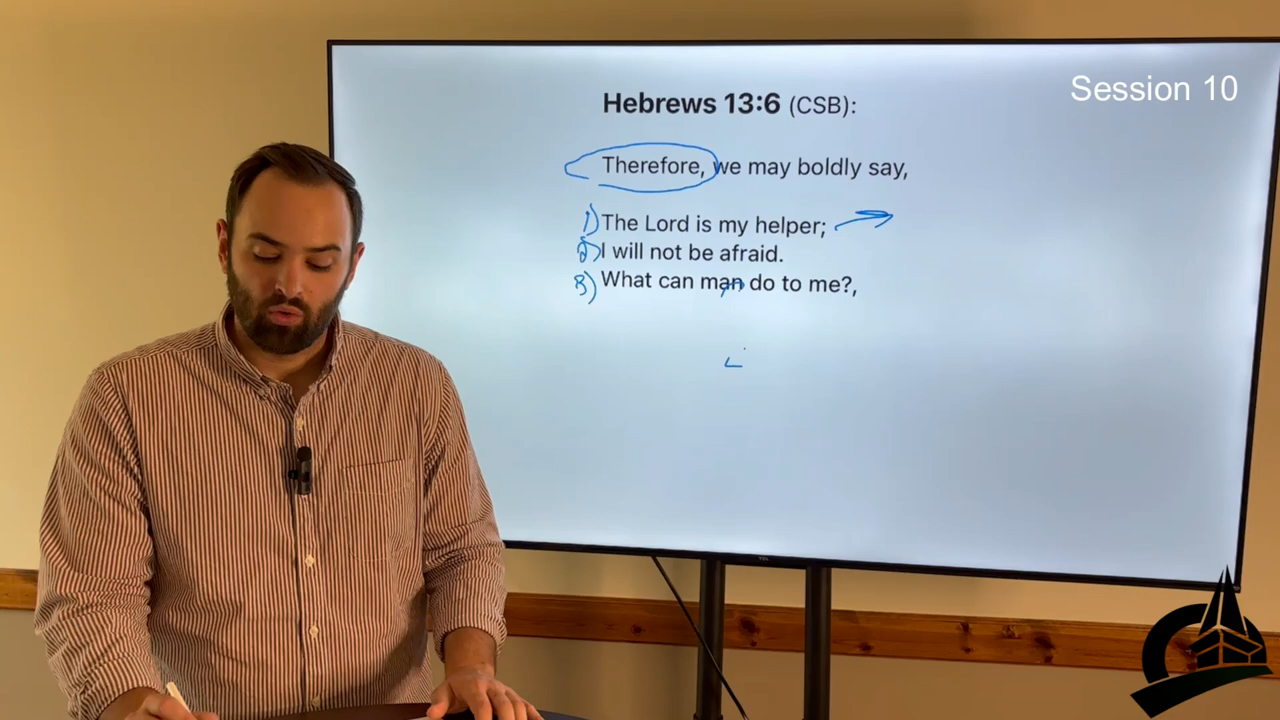 Session 10
Hebrews 13:6 (CSB):
Therefore, we may boldly say,
1) The Lord is my helper;
2) I will not be afraid.
3) What can man do to me?,
TCL